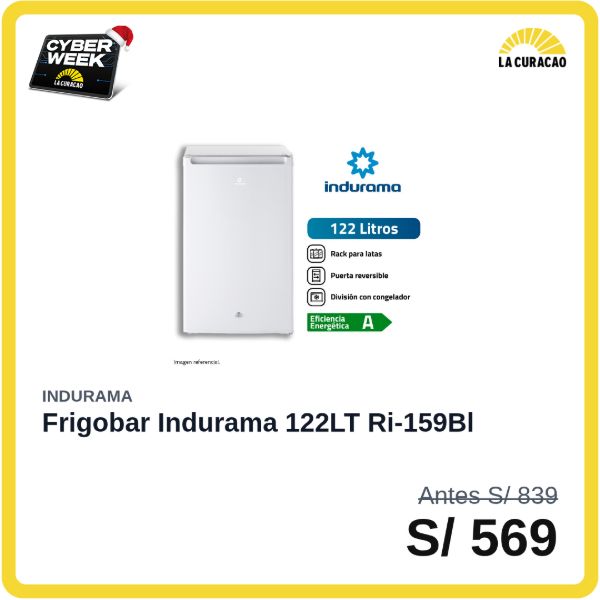 CYBER
WEEK
LA CURACAO
LA CURACAO
indurama
122 Litros
Rack para latas
Puerta reversible
División con congelador
Eficiencia
Energética
A
Imagen referencial.
INDURAMA
Frigobar Indurama 122LT Ri-159Bl
Antes S/ 839
S/ 569